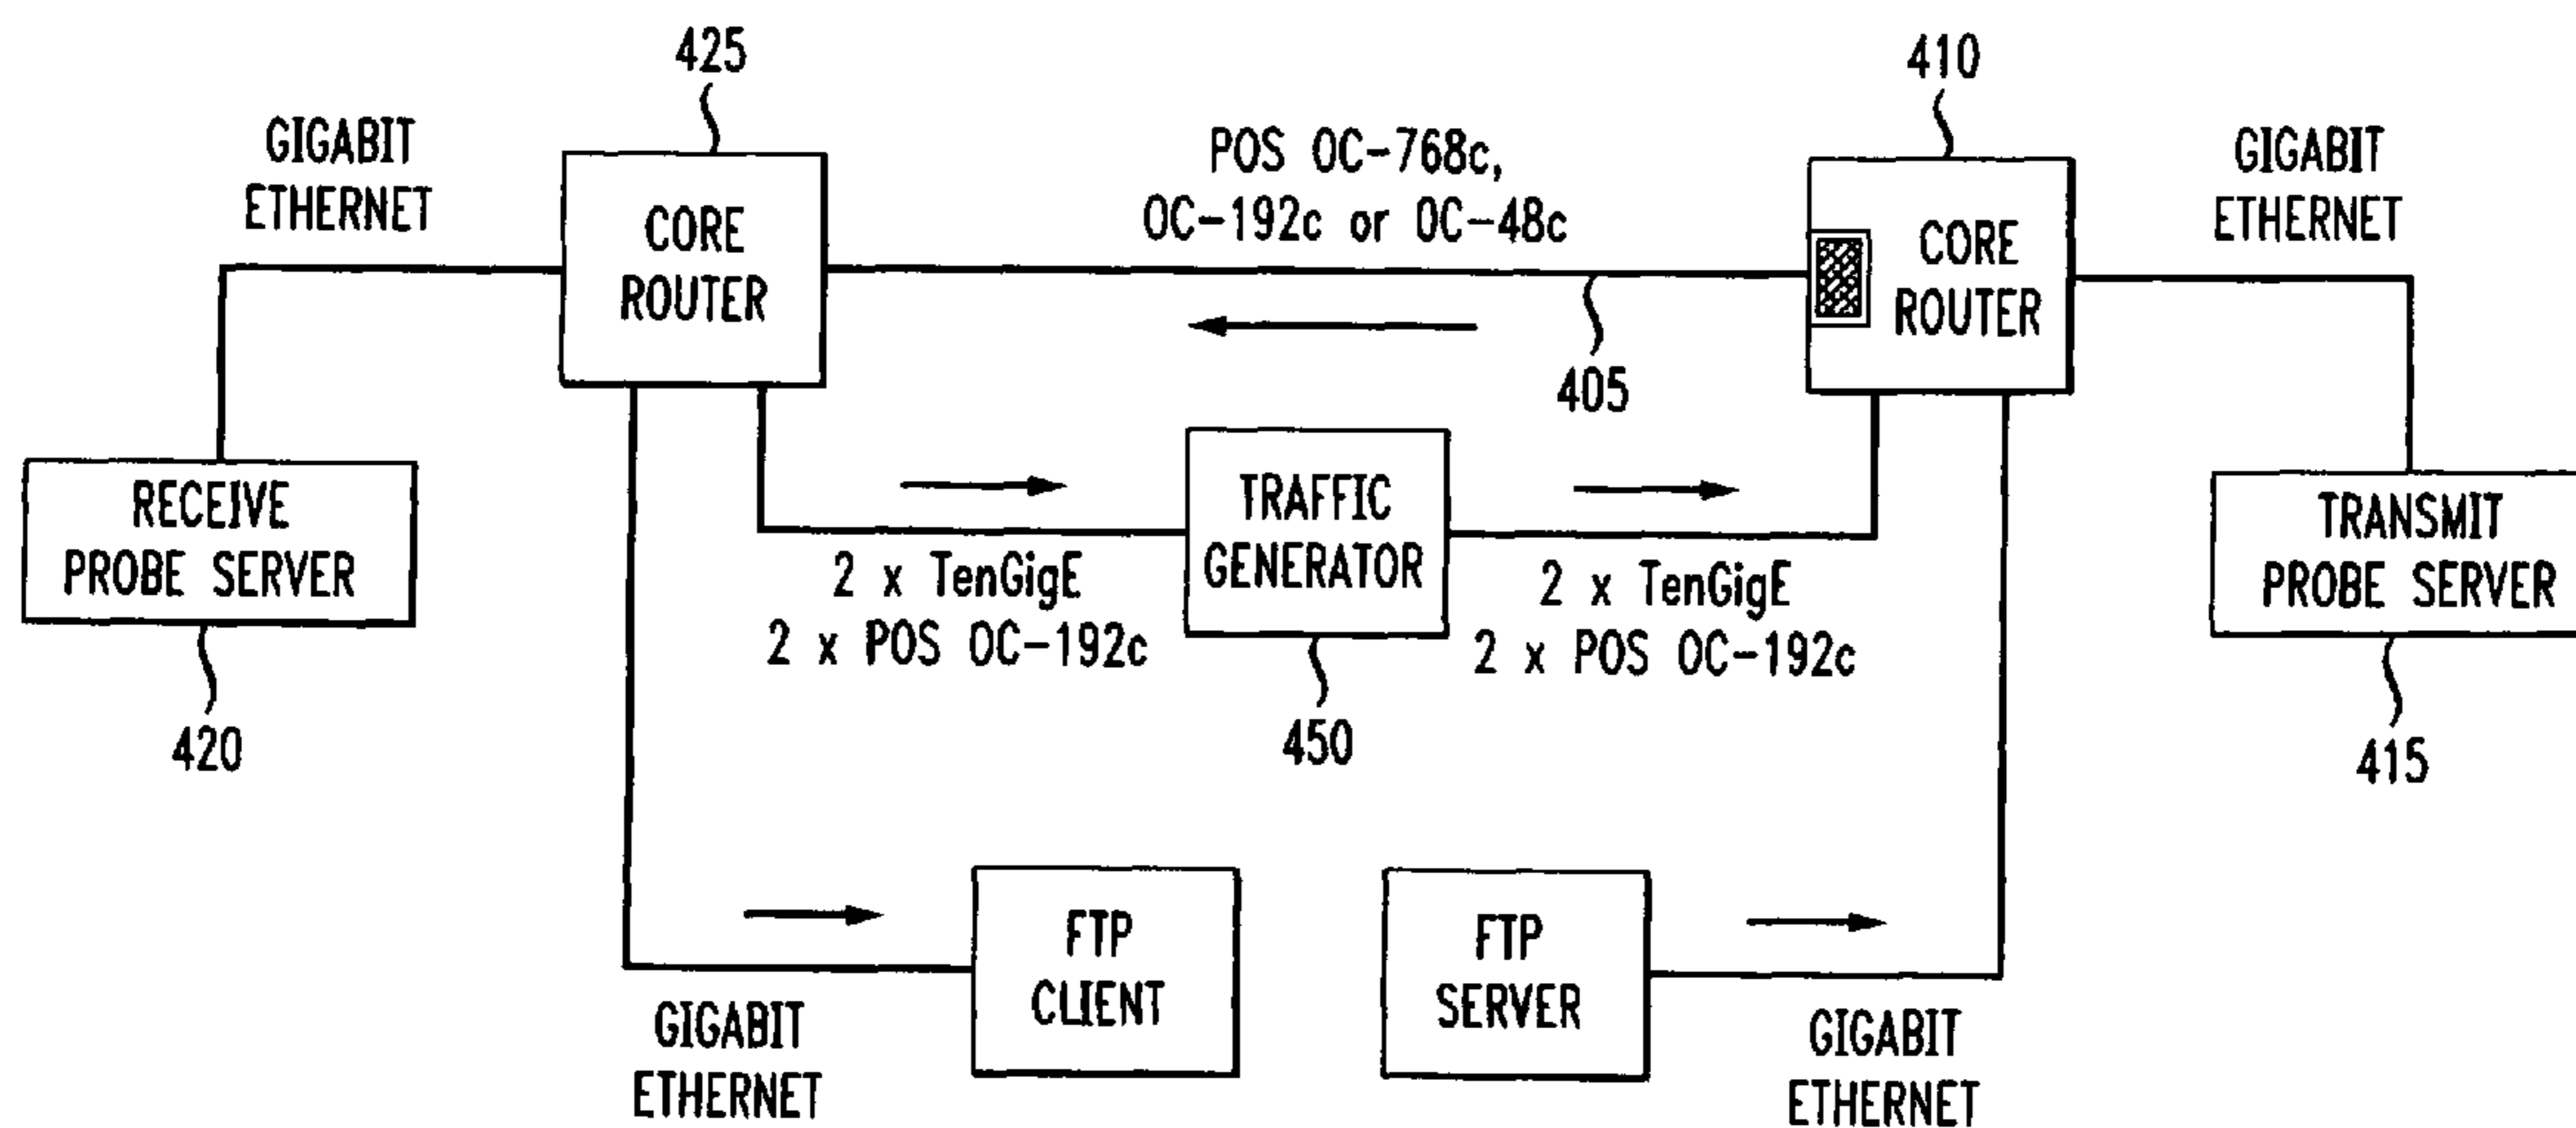 425
410
GIGABIT
ETHERNET
POS OC-768c,
OC-192c or OC-48c
GIGABIT
ETHERNET
CORE
ROUTER
CORE
ROUTER
405
RECEIVE
PROBE SERVER
TRAFFIC
GENERATOR
TRANSMIT
PROBE SERVER
2 x TenGigE
2 x POS OC-192c
2 x TenGigE
2 x POS OC-192c
420
450
415
FTP
CLIENT
FTP
SERVER
GIGABIT
ETHERNET
GIGABIT
ETHERNET